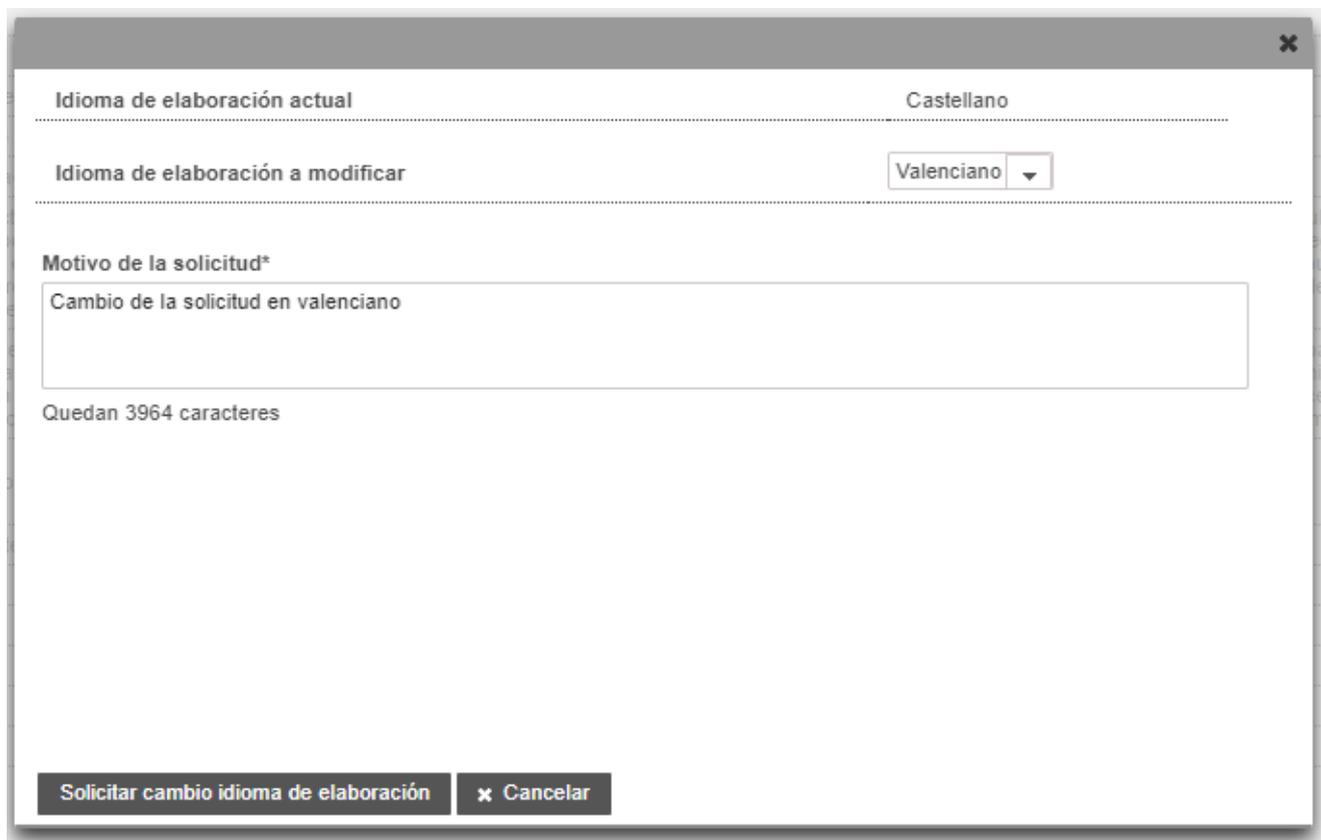 Idioma de elaboración actual Castellano
Idioma de elaboración a modificar Valenciano
Motivo de la solicitud*
Cambio de la solicitud en valenciano
Quedan 3964 caracteres
Solicitar cambio idioma de elaboración Cancelar